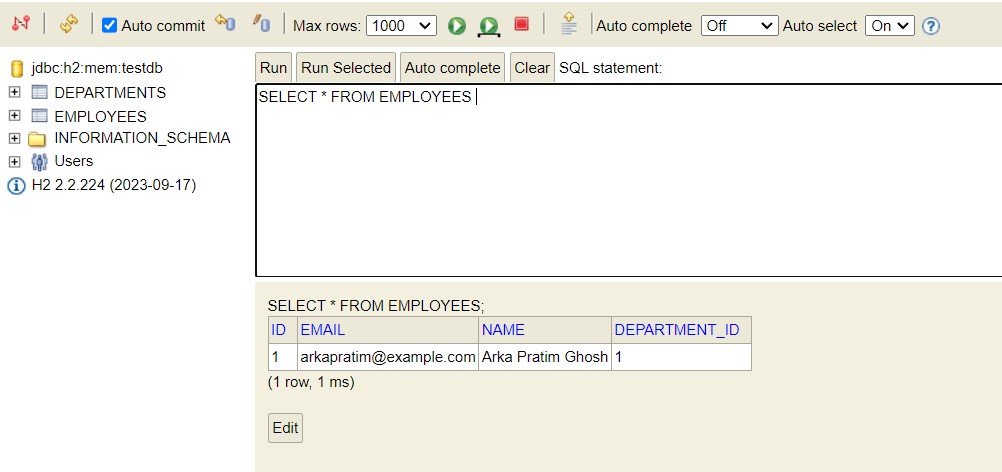 Auto commit Max rows: 1000 Auto complete Off Auto select On
jdbc:h2:mem:testdb
DEPARTMENTS
EMPLOYEES
INFORMATION_SCHEMA
Users
H2 2.2.224 (2023-09-17)
Run Run Selected Auto complete Clear SQL statement:
SELECT * FROM EMPLOYEES
SELECT * FROM EMPLOYEES;
ID EMAIL NAME DEPARTMENT_ID
1 arkapratim@example.com Arka Pratim Ghosh 1
(1 row, 1 ms)
Edit